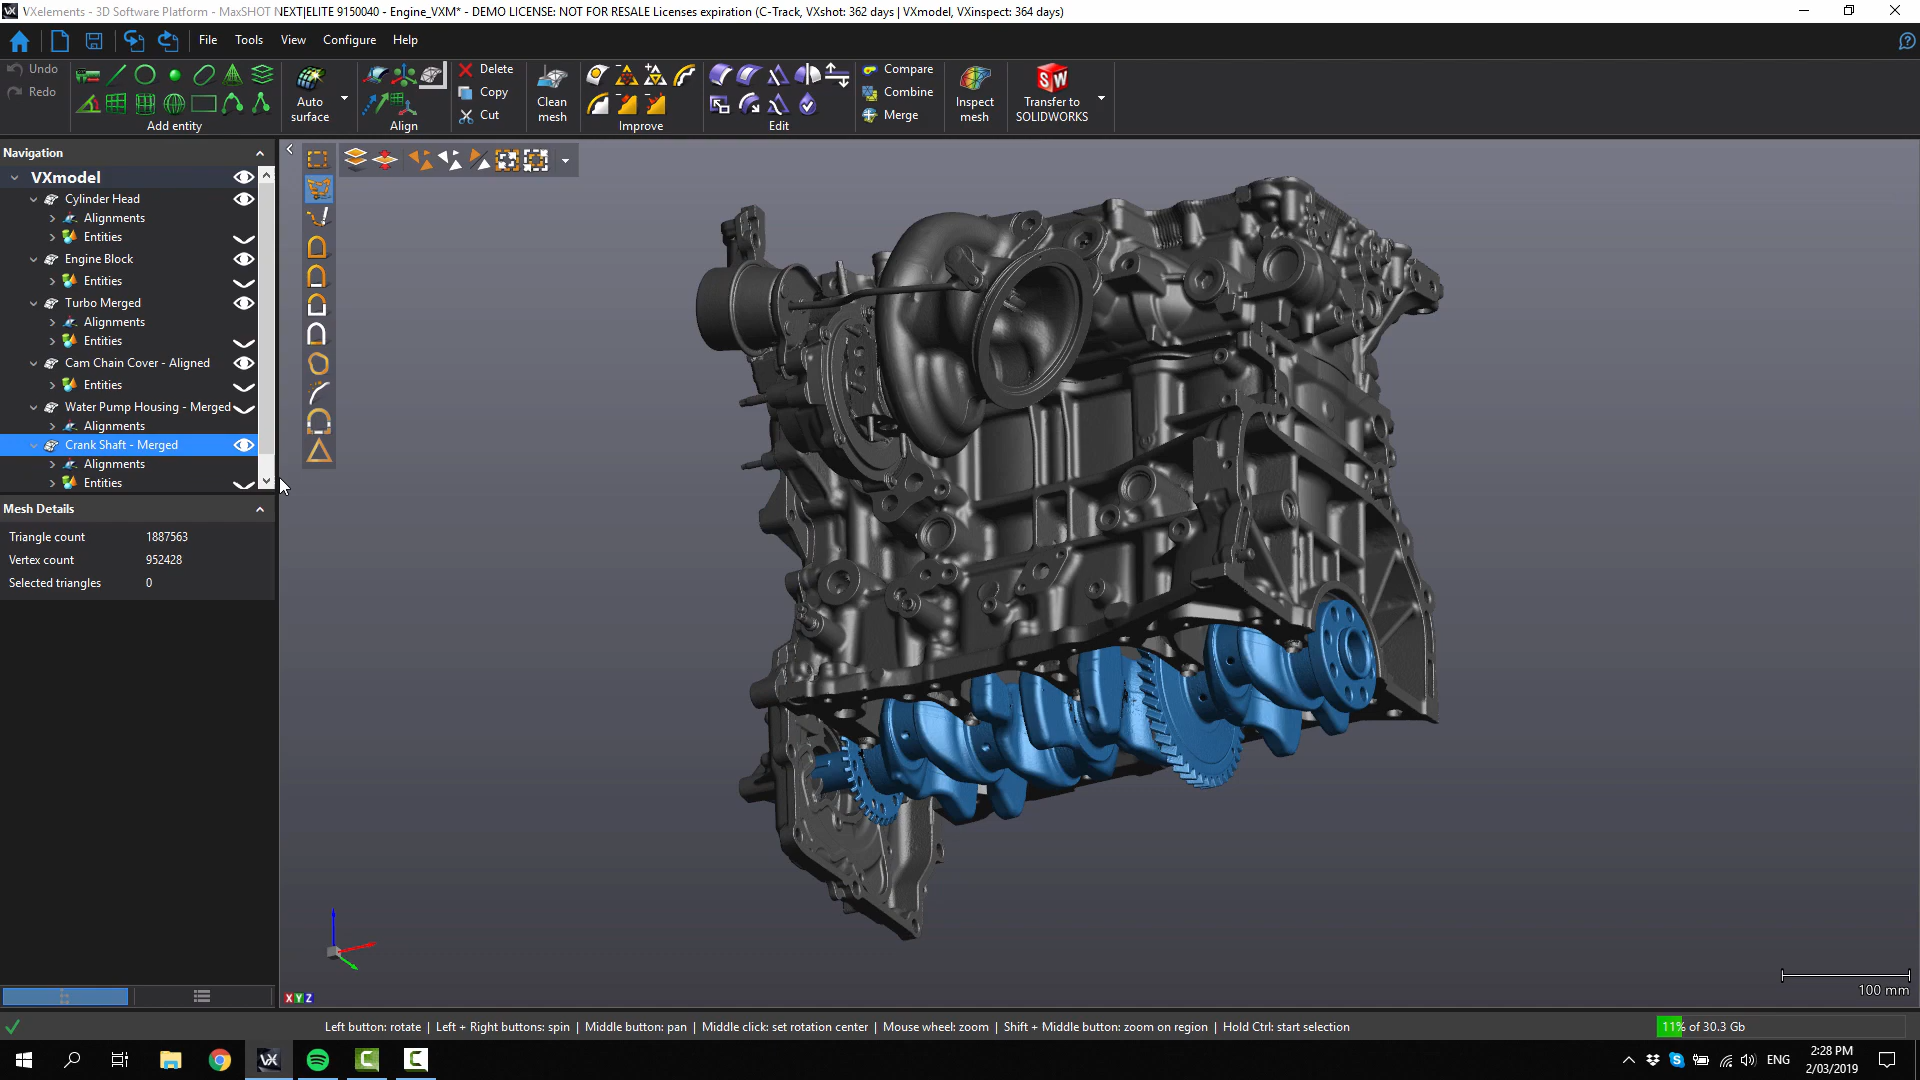 VXelements - 3D Software Platform - MaxSHOT NEXT|ELITE 9150040 - Engine_VXM* - DEMO LICENSE: NOT FOR RESALE Licenses expiration (C-Track, VXshot: 362 days | VXmodel, VXinspect: 364 days)
File Tools View Configure Help
Undo
Redo
Add entity
Auto surface
Align
Delete
Copy
Cut
Clean mesh
Improve
Edit
Compare
Combine
Merge
Inspect mesh
SW
Transfer to SOLIDWORKS
Navigation
VXmodel
Cylinder Head
Alignments
Entities
Engine Block
Entities
Turbo Merged
Alignments
Entities
Cam Chain Cover - Aligned
Entities
Water Pump Housing - Merged
Alignments
Crank Shaft - Merged
Alignments
Entities
Mesh Details
Triangle count 1887563
Vertex count 952428
Selected triangles 0
100 mm
XYZ
Left button: rotate | Left + Right buttons: spin | Middle button: pan | Middle click: set rotation center | Mouse wheel: zoom | Shift + Middle button: zoom on region | Hold Ctrl: start selection
11% of 30.3 Gb
ENG
2:28 PM
2/03/2019